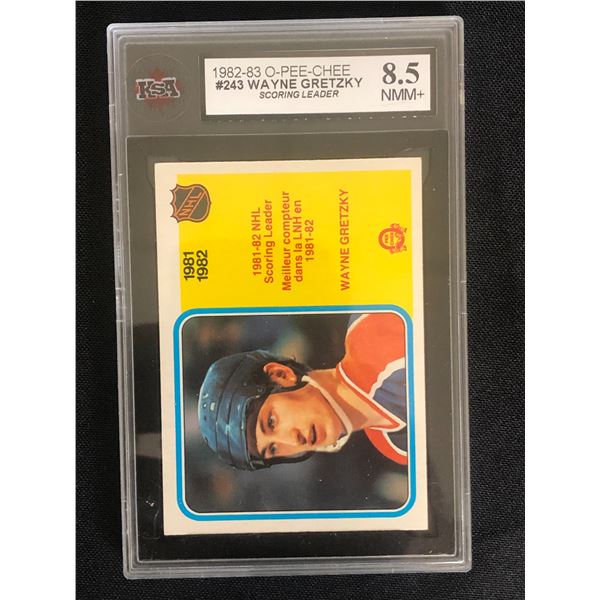 KSA
1982-83 O-PEE-CHEE
#243 WAYNE GRETZKY
SCORING LEADER
8.5
NMM+
NHL
1981
1982
1981-82 NHL
Scoring Leader
Meilleur compteur
dans la LNH en
1981-82
WAYNE GRETZKY